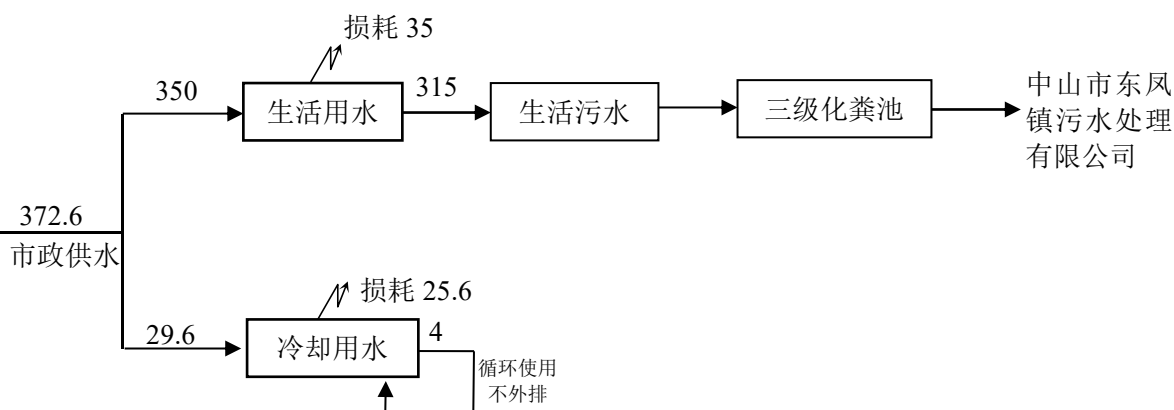 损耗 35
350
生活用水
315
生活污水
三级化粪池
中山市东凤
镇污水处理
有限公司
372.6
市政供水
损耗 25.6
29.6
冷却用水
4
循环使用
不外排